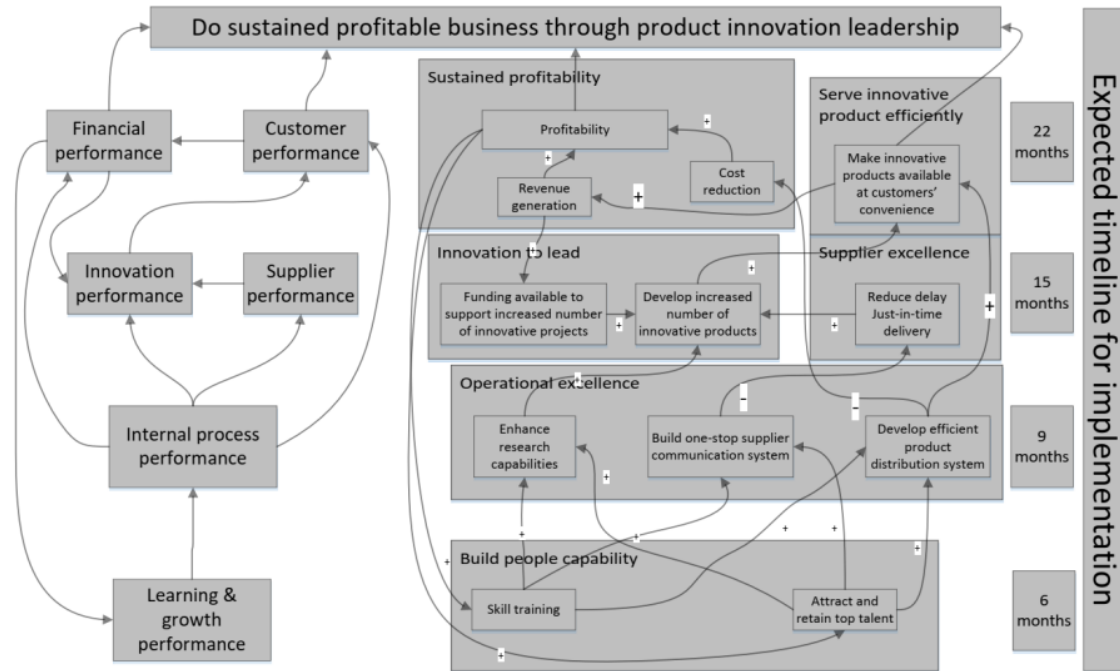 Do sustained profitable business through product innovation leadership
Financial
performance
Customer
performance
Innovation
performance
Supplier
performance
Internal process
performance
Learning &
growth
performance
Sustained profitability
Profitability
+
+
Revenue
generation
Cost
reduction
+
Serve innovative
product efficiently
Make innovative
products available
at customers'
convenience
22
months
Innovation to lead
+
Funding available to
support increased number
of innovative projects
+
Develop increased
number of
innovative products
+
Supplier excellence
Reduce delay
Just-in-time
delivery
+
+
15
months
Operational excellence
+
Enhance
research
capabilities
Build one-stop supplier
communication system
–
Develop efficient
product
distribution system
–
9
months
+
+
+
+
+
+
Build people capability
Skill training
Attract and
retain top talent
+
+
6
months
Expected timeline for implementation